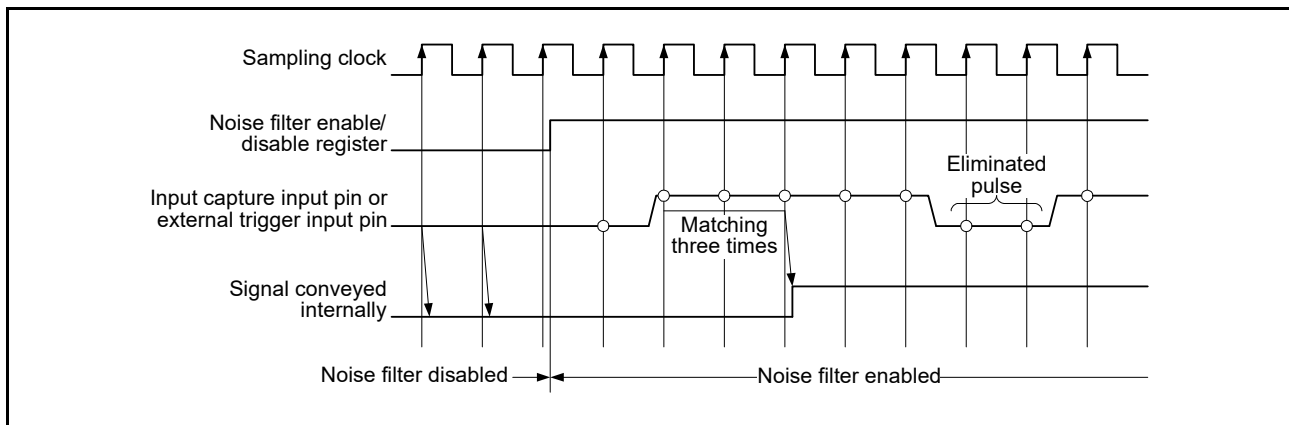 Sampling clock
Noise filter enable/
disable register
Eliminated
pulse
Input capture input pin or
external trigger input pin
Matching
three times
Signal conveyed
internally
Noise filter disabled
Noise filter enabled